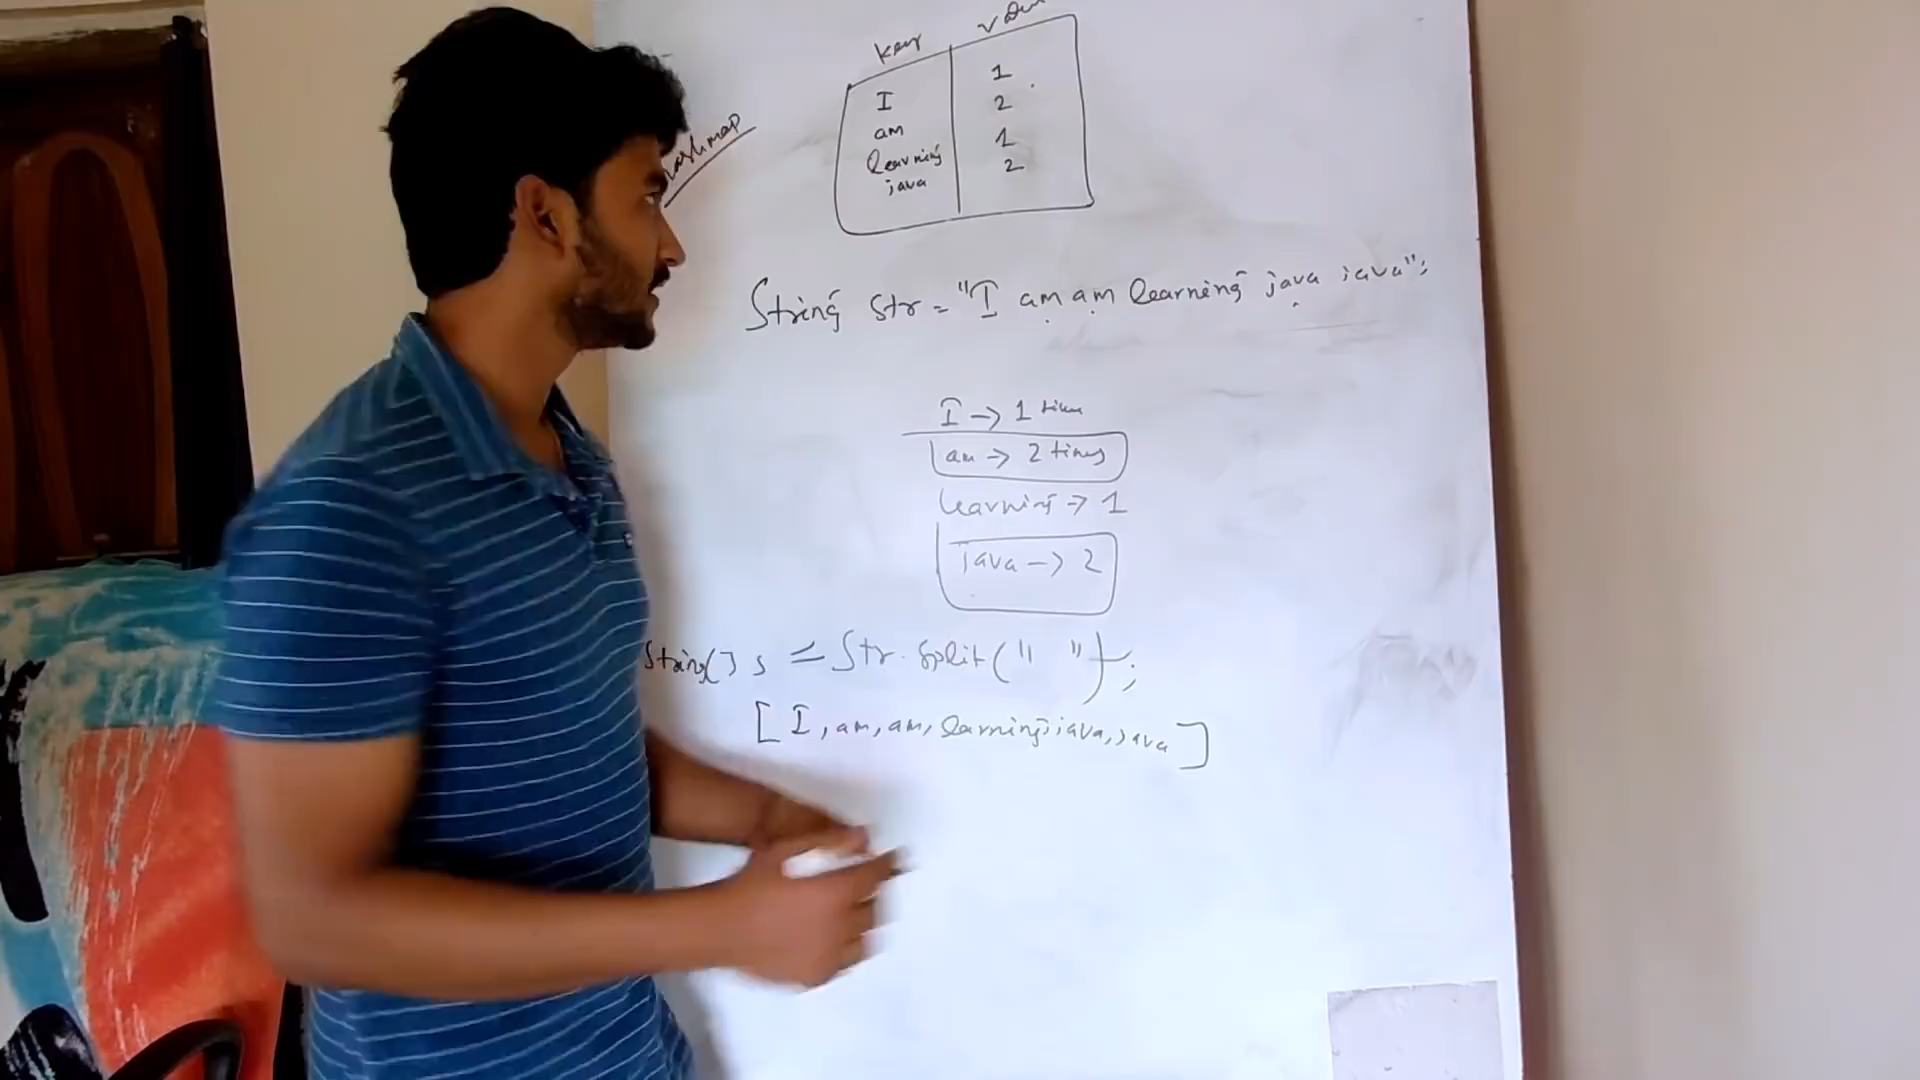 key value
I 1
am 2
learning 1
java 2
hashmap
String str = "I am am learning java java";
I → 1 time
am → 2 times
learning → 1
java → 2
String[] s = Str.split(" ");
[I, am, am, learning, java, java]